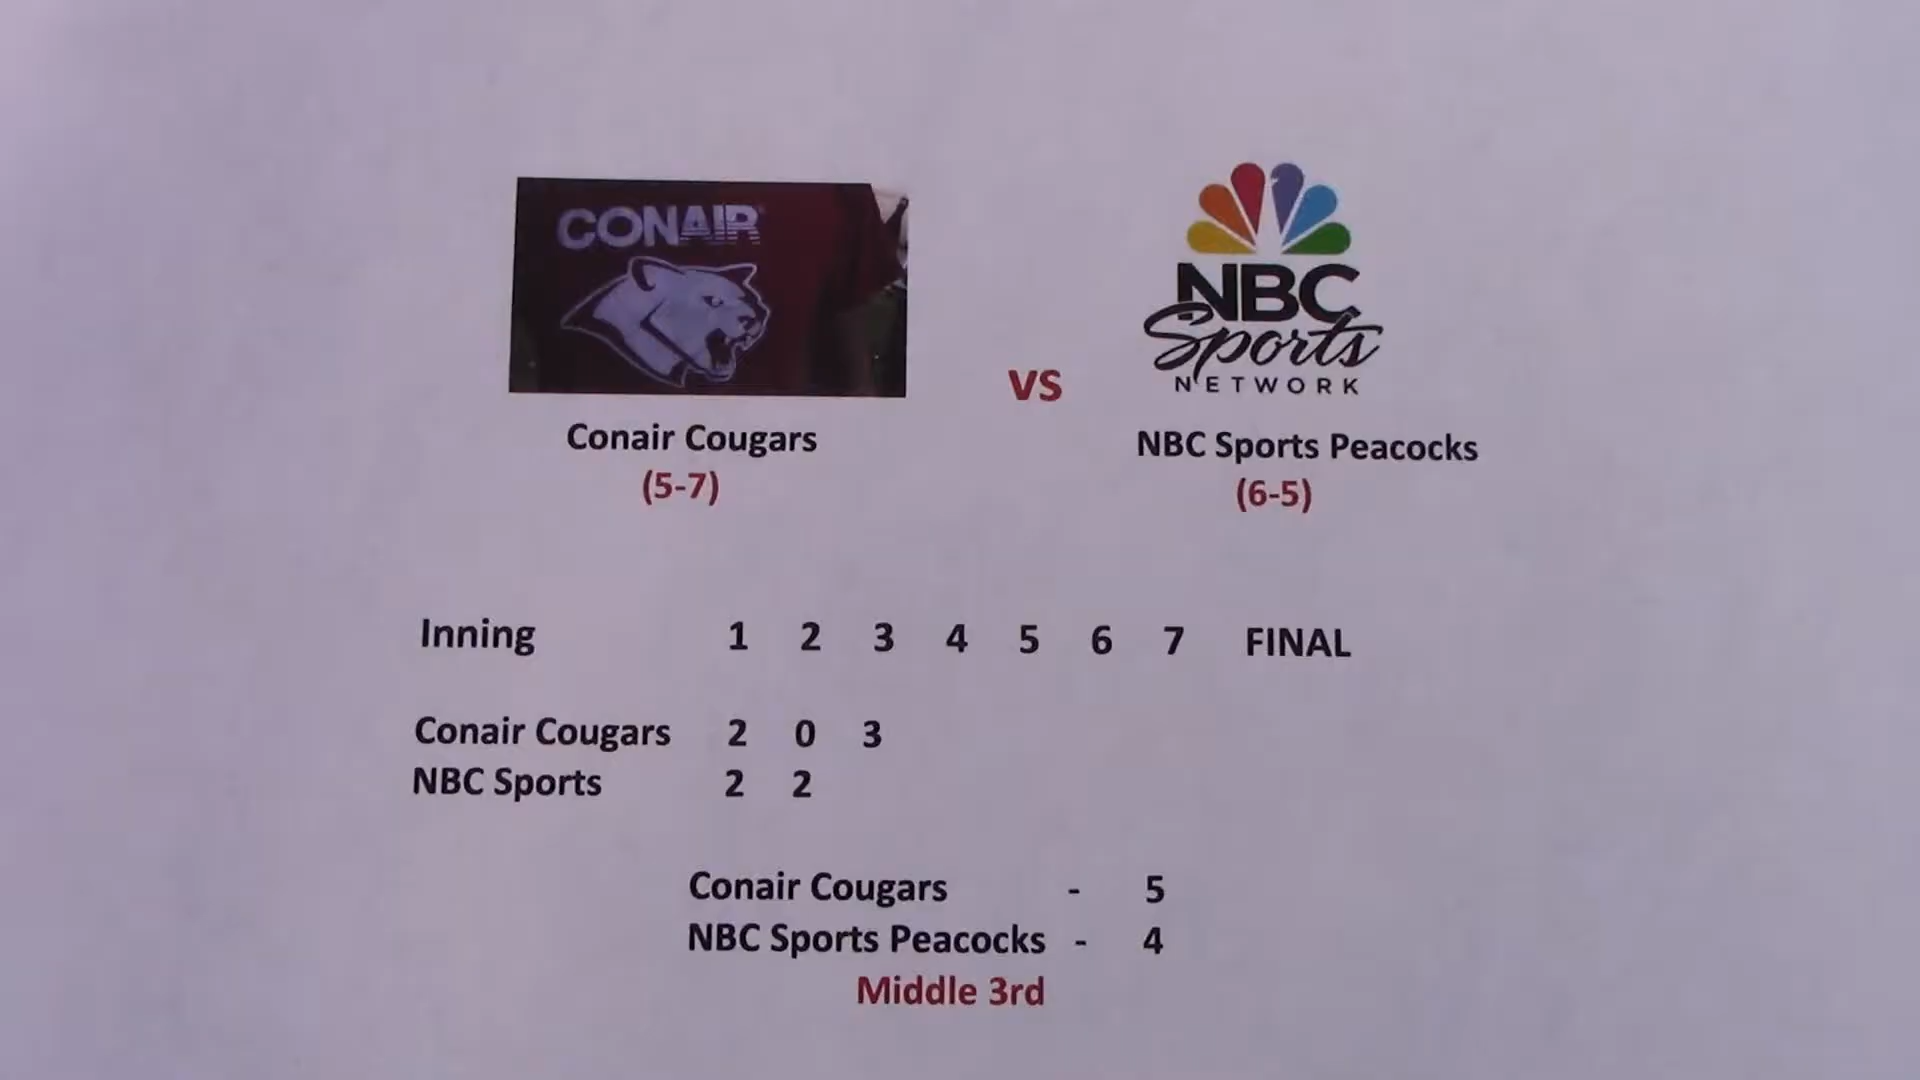 CONAIR
NBC
Sports
NETWORK
VS
Conair Cougars
(5-7)
NBC Sports Peacocks
(6-5)
Inning 1 2 3 4 5 6 7 FINAL
Conair Cougars 2 0 3
NBC Sports 2 2
Conair Cougars - 5
NBC Sports Peacocks - 4
Middle 3rd